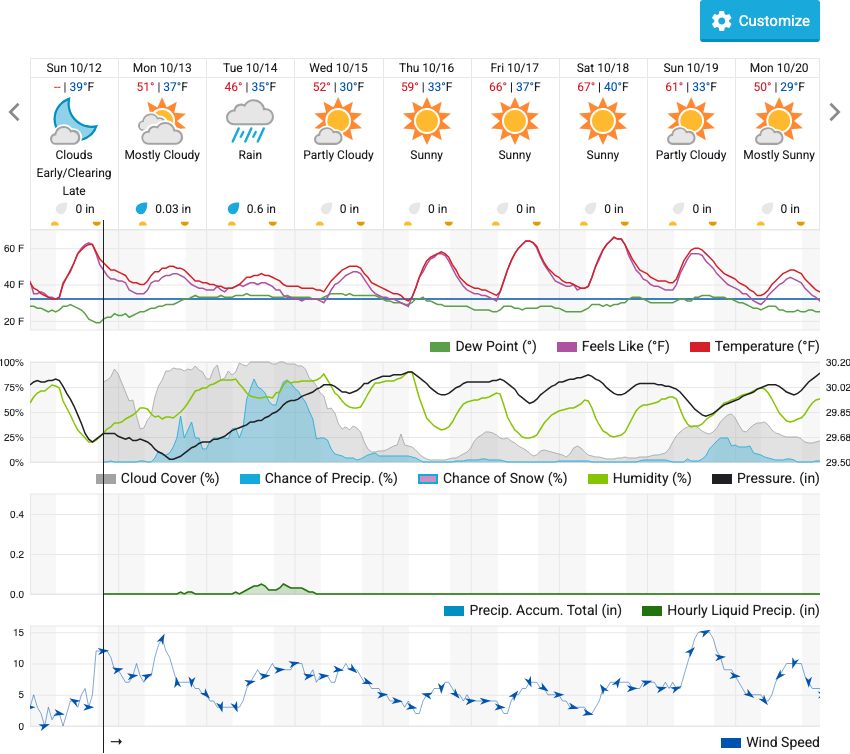 Customize
Sun 10/12 Mon 10/13 Tue 10/14 Wed 10/15 Thu 10/16 Fri 10/17 Sat 10/18 Sun 10/19 Mon 10/20
-- | 39°F 51° | 37°F 46° | 35°F 52° | 30°F 59° | 33°F 66° | 37°F 67° | 40°F 61° | 33°F 50° | 29°F
Clouds Mostly Cloudy Rain Partly Cloudy Sunny Sunny Sunny Partly Cloudy Mostly Sunny
Early/Clearing
Late
0 in 0.03 in 0.6 in 0 in 0 in 0 in 0 in 0 in 0 in
60 F
40 F
20 F
Dew Point (°) Feels Like (°F) Temperature (°F)
100% 30.20
75% 30.02
50% 29.85
25% 29.68
0% 29.50
Cloud Cover (%) Chance of Precip. (%) Chance of Snow (%) Humidity (%) Pressure. (in)
0.4
0.2
0.0
Precip. Accum. Total (in) Hourly Liquid Precip. (in)
15
10
5
0
→
Wind Speed